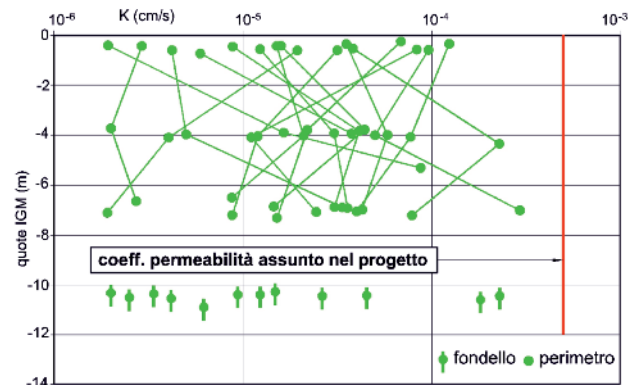 10⁻⁶ K (cm/s) 10⁻⁵ 10⁻⁴ 10⁻³
0
-2
-4
-6
-8
-10
-12
-14
quote IGM (m)
coeff. permeabilità assunto nel progetto
fondello perimetro